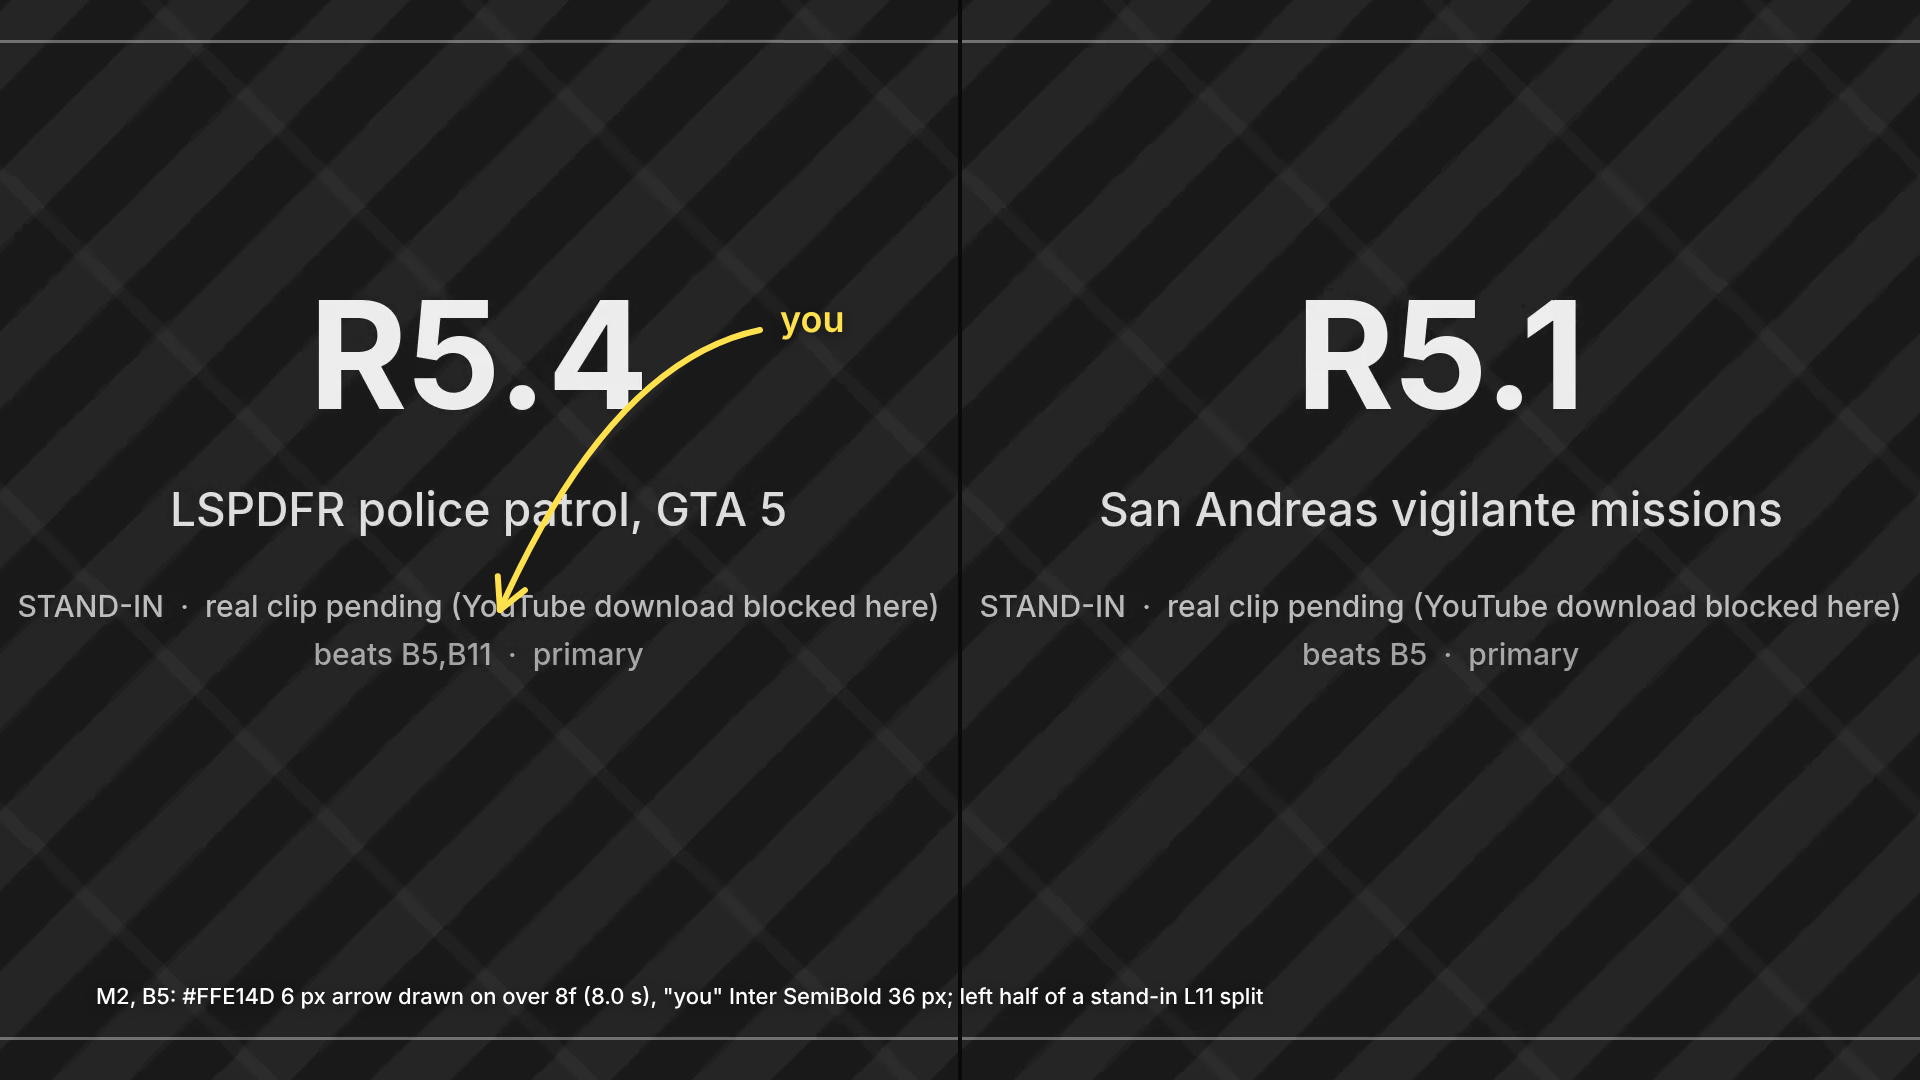 R5.4
you
LSPDFR police patrol, GTA 5
STAND-IN · real clip pending (YouTube download blocked here)
beats B5,B11 · primary
R5.1
San Andreas vigilante missions
STAND-IN · real clip pending (YouTube download blocked here)
beats B5 · primary
M2, B5: #FFE14D 6 px arrow drawn on over 8f (8.0 s), "you" Inter SemiBold 36 px; left half of a stand-in L11 split